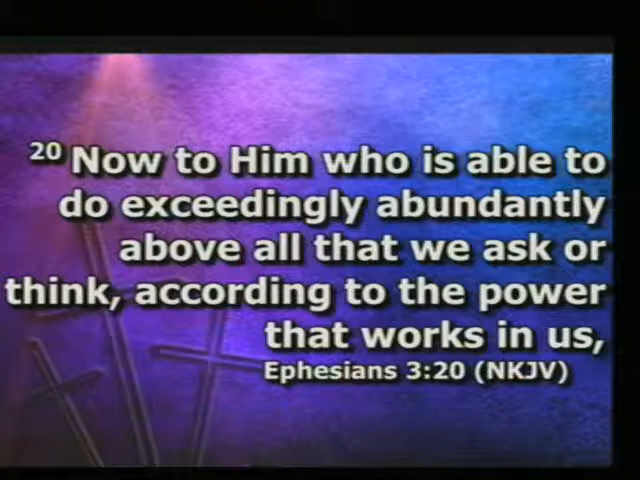 20 Now to Him who is able to
do exceedingly abundantly
above all that we ask or
think, according to the power
that works in us,
Ephesians 3:20 (NKJV)